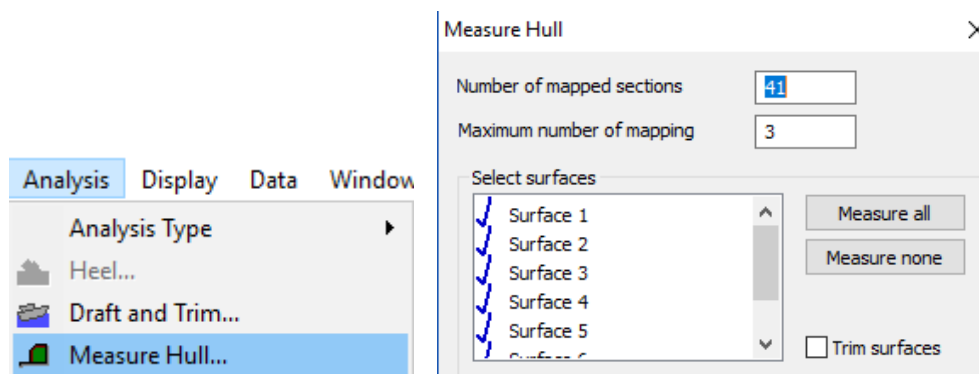 Analysis Display Data Window
Analysis Type
Heel...
Draft and Trim...
Measure Hull...
Measure Hull
Number of mapped sections 41
Maximum number of mapping 3
Select surfaces
Surface 1
Surface 2
Surface 3
Surface 4
Surface 5
Measure all
Measure none
Trim surfaces